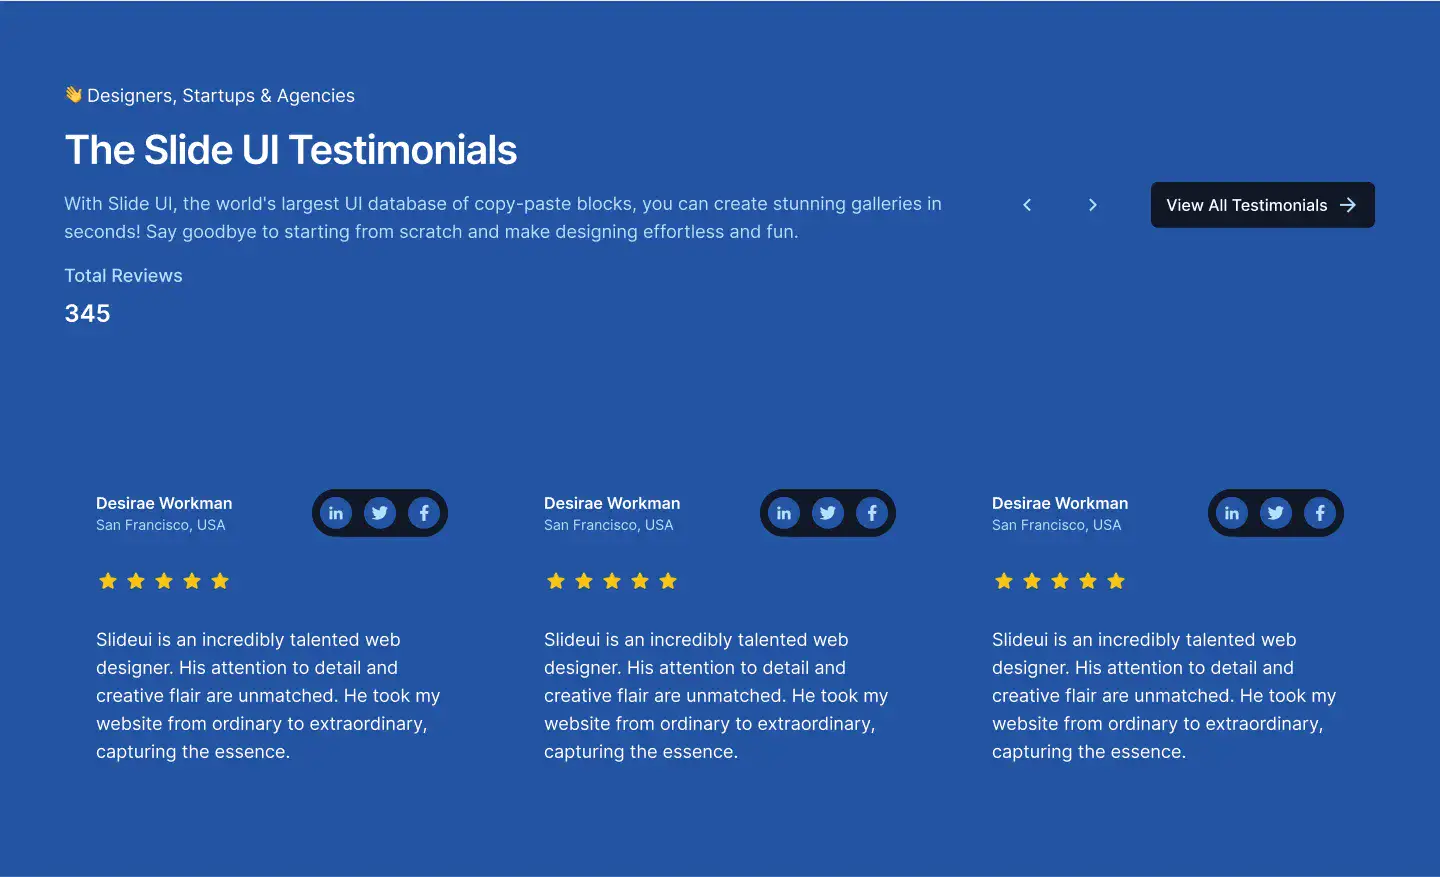 👋 Designers, Startups & Agencies
The Slide UI Testimonials
With Slide UI, the world's largest UI database of copy-paste blocks, you can create stunning galleries in
seconds! Say goodbye to starting from scratch and make designing effortless and fun.
View All Testimonials
Total Reviews
345
Desirae Workman
San Francisco, USA
in
f
Slideui is an incredibly talented web
designer. His attention to detail and
creative flair are unmatched. He took my
website from ordinary to extraordinary,
capturing the essence.
Desirae Workman
San Francisco, USA
in
f
Slideui is an incredibly talented web
designer. His attention to detail and
creative flair are unmatched. He took my
website from ordinary to extraordinary,
capturing the essence.
Desirae Workman
San Francisco, USA
in
f
Slideui is an incredibly talented web
designer. His attention to detail and
creative flair are unmatched. He took my
website from ordinary to extraordinary,
capturing the essence.